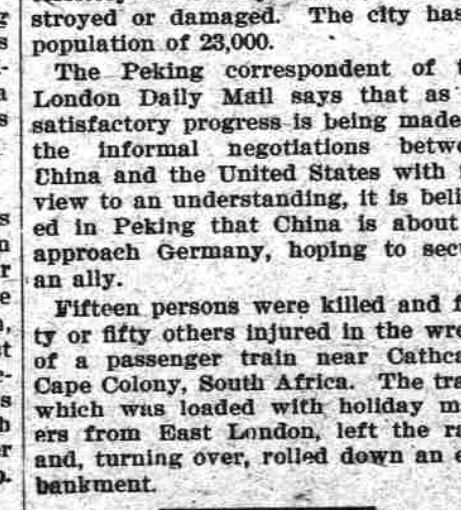 stroyed or damaged. The city has
population of 23,000.
The Peking correspondent of t
London Daily Mail says that as
satisfactory progress is being made
the informal negotiations betwe
China and the United States with
view to an understanding, it is beli
ed in Peking that China is about
approach Germany, hoping to secu
an ally.
Fifteen persons were killed and f
ty or fifty others injured in the wre
of a passenger train near Cathca
Cape Colony, South Africa. The tra
which was loaded with holiday m
ers from East London, left the ra
and, turning over, rolled down an e
bankment.